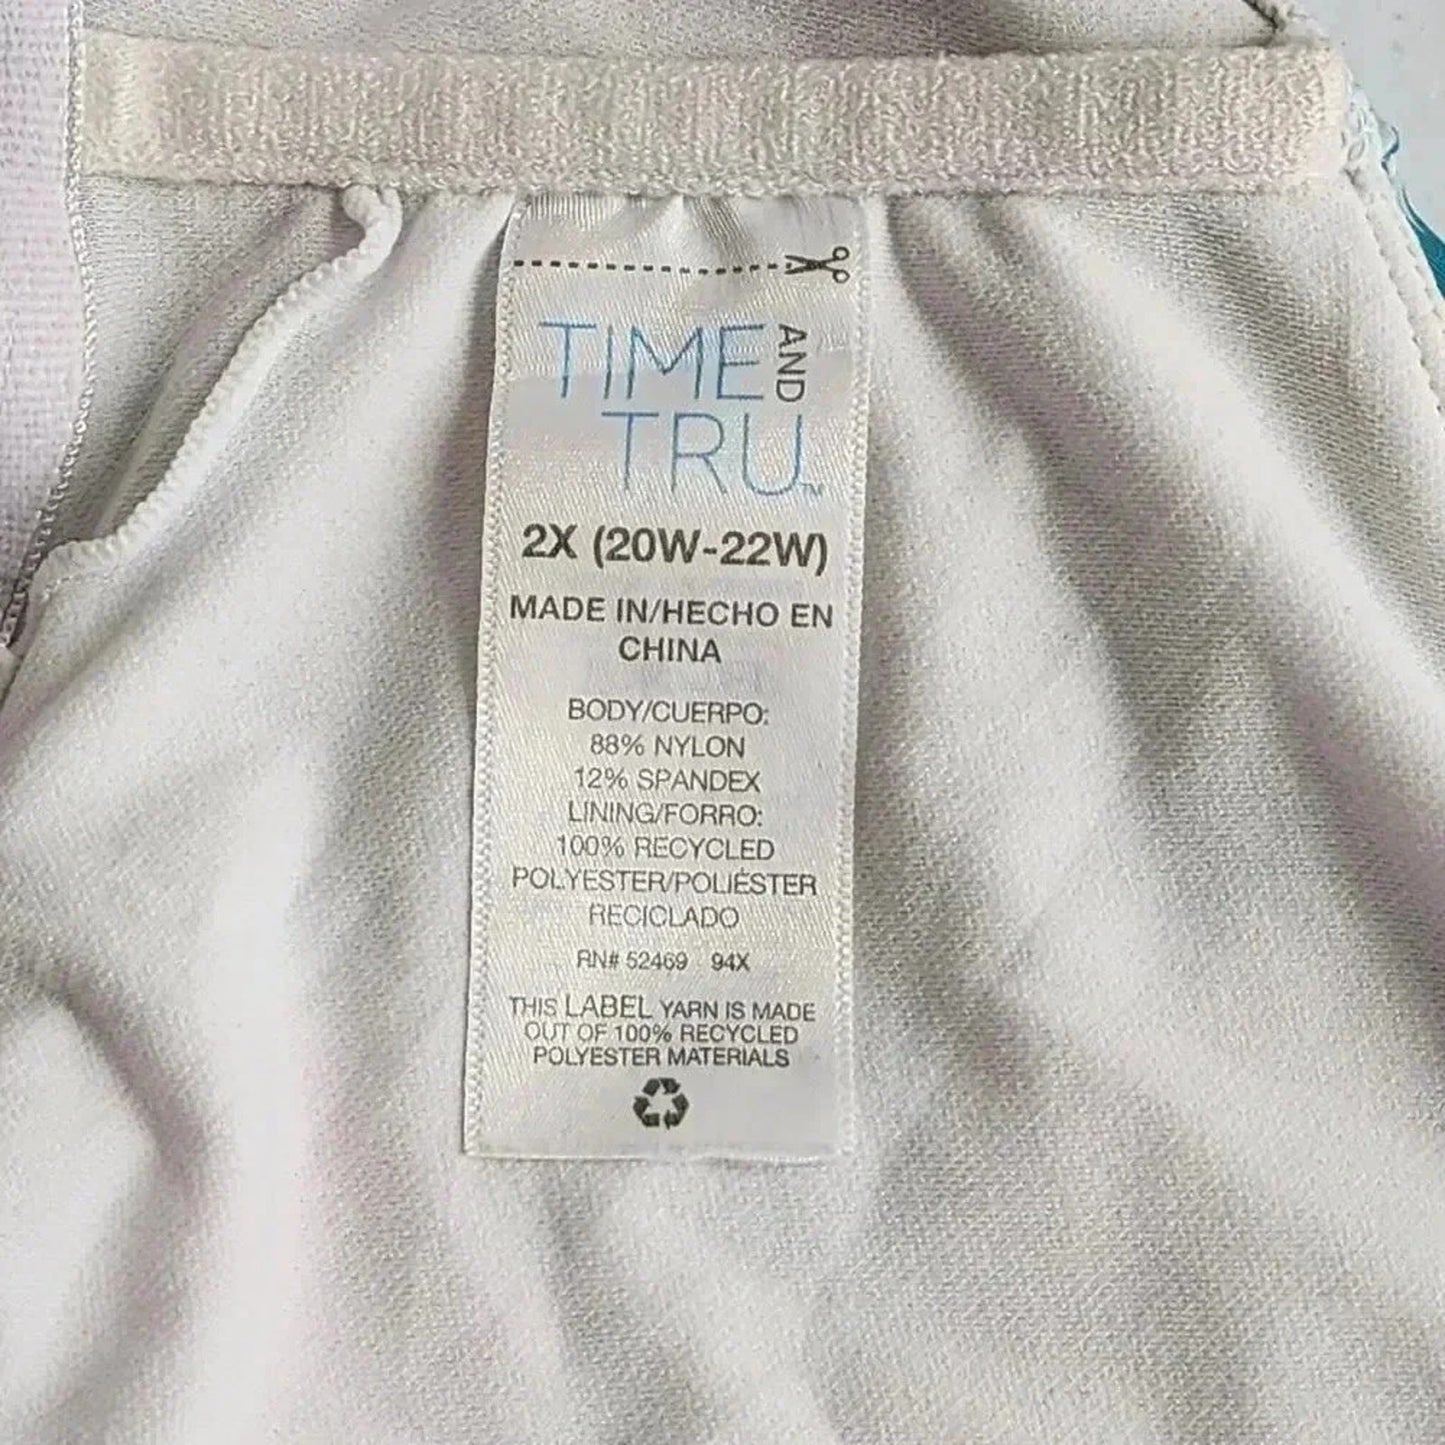 TIME AND
TRU™
2X (20W-22W)
MADE IN/HECHO EN
CHINA
BODY/CUERPO:
88% NYLON
12% SPANDEX
LINING/FORRO:
100% RECYCLED
POLYESTER/POLIÉSTER
RECICLADO
RN# 52469 94X
THIS LABEL YARN IS MADE
OUT OF 100% RECYCLED
POLYESTER MATERIALS